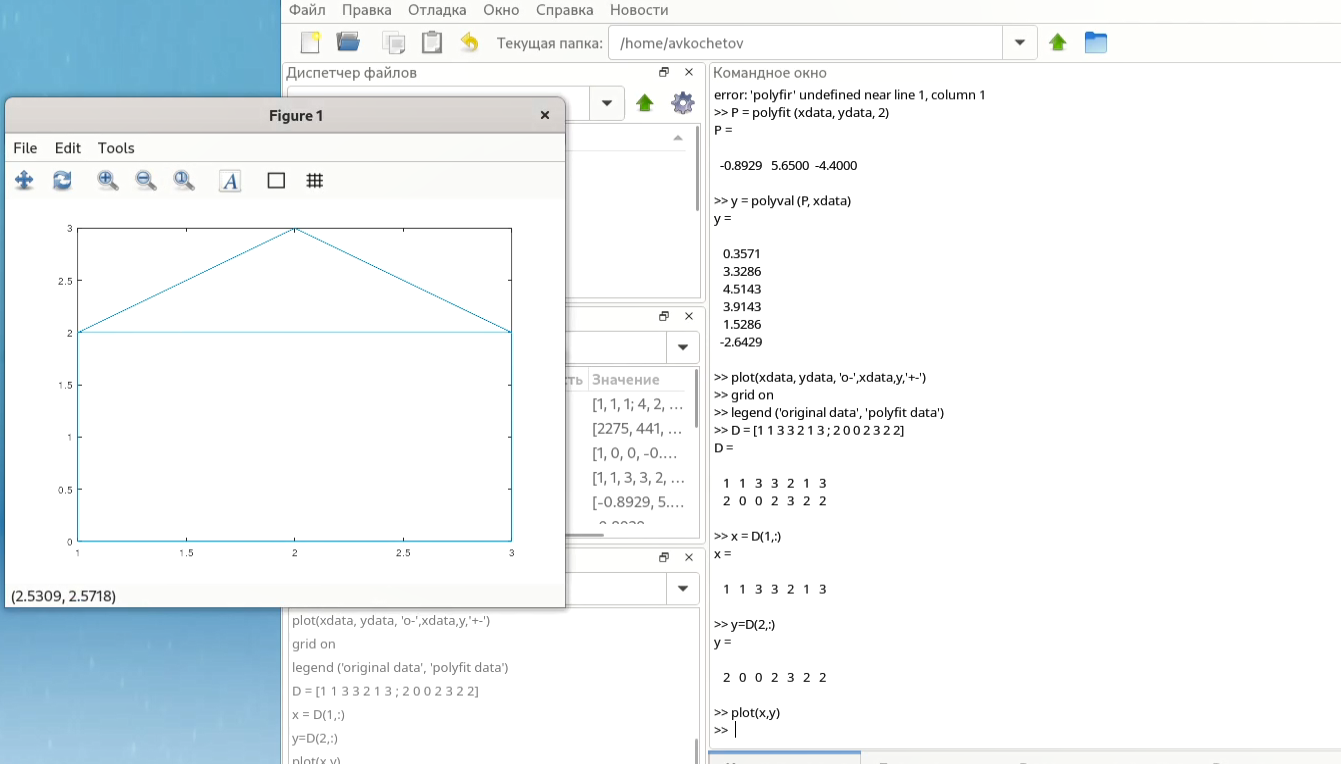 Файл Правка Отладка Окно Справка Новости
Текущая папка: /home/avkochetov
Диспетчер файлов
Figure 1
File Edit Tools
A
3
2.5
2
1.5
1
0.5
0
1 1.5 2 2.5 3
(2.5309, 2.5718)
Значение
[1, 1, 1; 4, 2, ...
[2275, 441, ...
[1, 0, 0, -0....
[1, 1, 3, 3, 2, ...
[-0.8929, 5....
plot(xdata, ydata, 'o-',xdata,y,'+-')
grid on
legend ('original data', 'polyfit data')
D = [1 1 3 3 2 1 3 ; 2 0 0 2 3 2 2]
x = D(1,:)
y=D(2,:)
plot(x,y)
Командное окно
error: 'polyfir' undefined near line 1, column 1
>> P = polyfit (xdata, ydata, 2)
P =
-0.8929 5.6500 -4.4000
>> y = polyval (P, xdata)
y =
0.3571
3.3286
4.5143
3.9143
1.5286
-2.6429
>> plot(xdata, ydata, 'o-',xdata,y,'+-')
>> grid on
>> legend ('original data', 'polyfit data')
>> D = [1 1 3 3 2 1 3 ; 2 0 0 2 3 2 2]
D =
1 1 3 3 2 1 3
2 0 0 2 3 2 2
>> x = D(1,:)
x =
1 1 3 3 2 1 3
>> y=D(2,:)
y =
2 0 0 2 3 2 2
>> plot(x,y)
>>